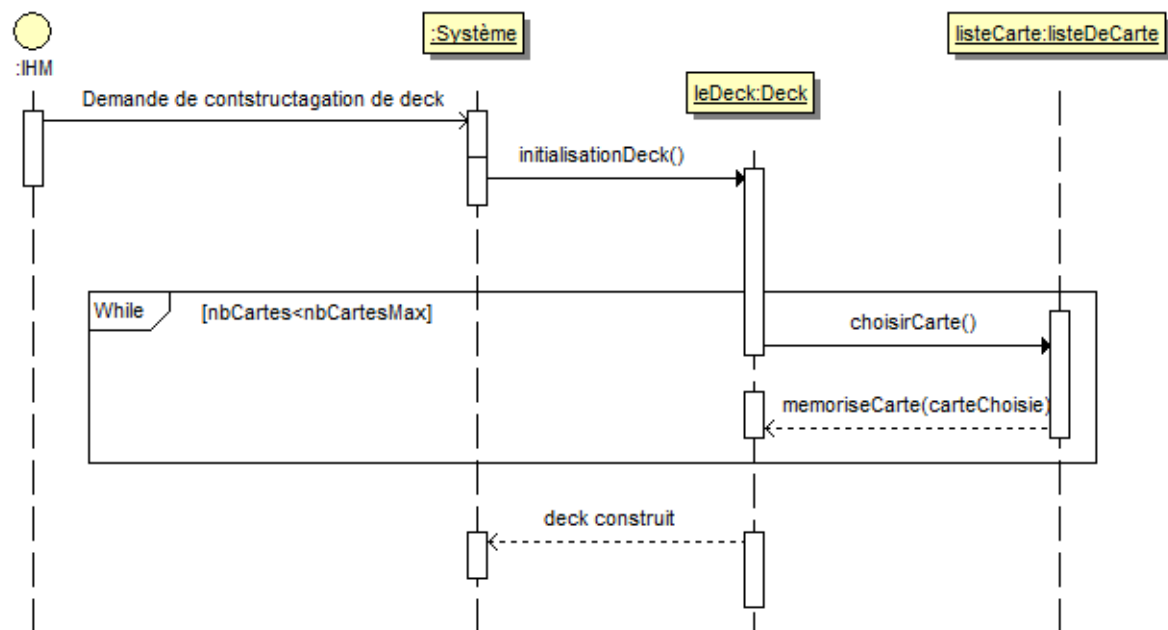 :Système
listeCarte:listeDeCarte
:IHM
leDeck:Deck
Demande de contstructagation de deck
initialisationDeck()
While
[nbCartes<nbCartesMax]
choisirCarte()
memoriseCarte(carteChoisie)
deck construit